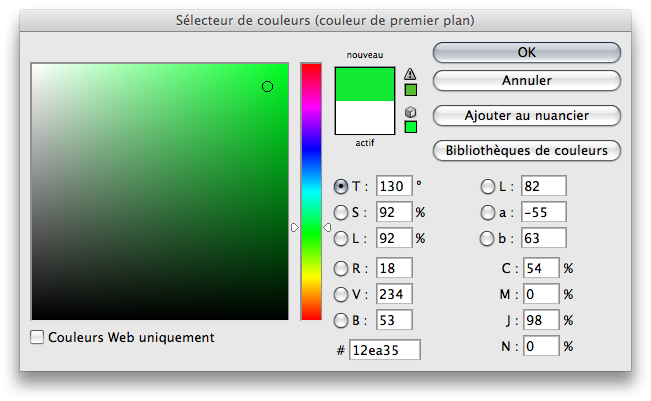 Sélecteur de couleurs (couleur de premier plan)
nouveau
actif
OK
Annuler
Ajouter au nuancier
Bibliothèques de couleurs
T : 130 °
S : 92 %
L : 92 %
R : 18
V : 234
B : 53
# 12ea35
L : 82
a : -55
b : 63
C : 54 %
M : 0 %
J : 98 %
N : 0 %
Couleurs Web uniquement